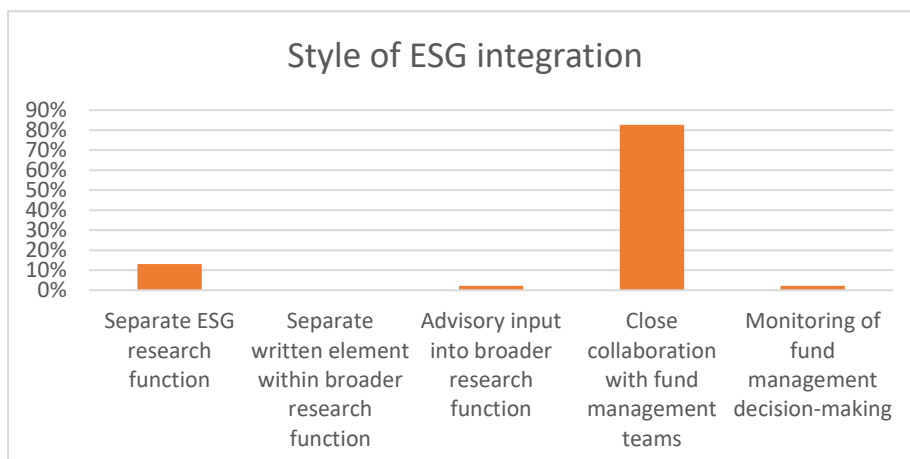 Style of ESG integration
90%
80%
70%
60%
50%
40%
30%
20%
10%
0%
Separate ESG
research
function
Separate
written element
within broader
research
function
Advisory input
into broader
research
function
Close
collaboration
with fund
management
teams
Monitoring of
fund
management
decision-making